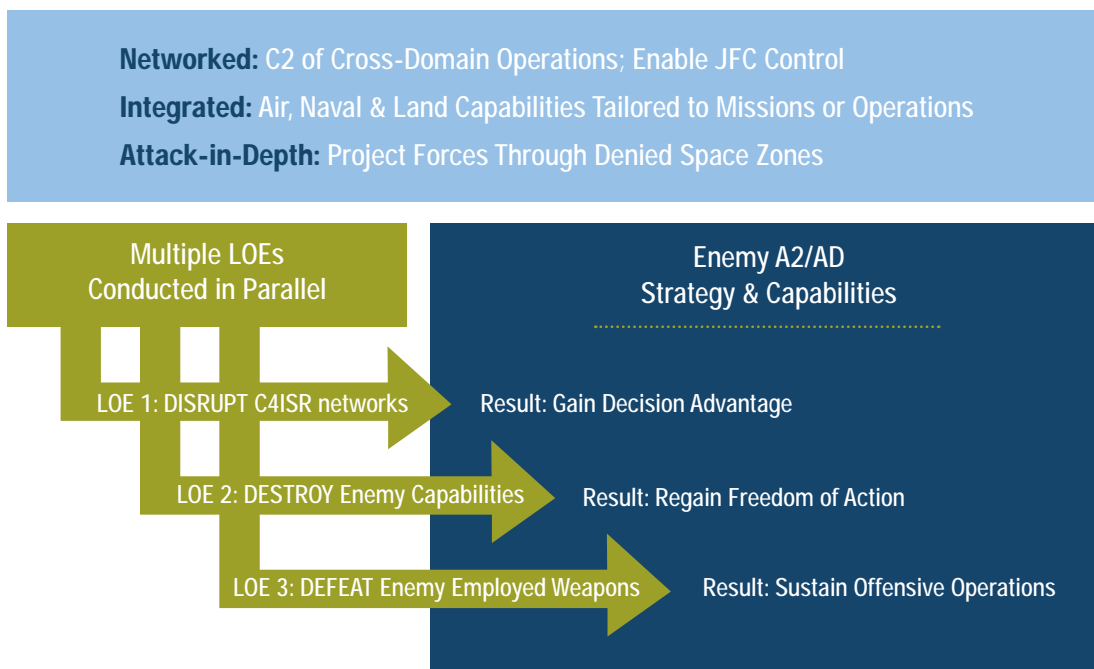 Networked: C2 of Cross-Domain Operations; Enable JFC Control
Integrated: Air, Naval & Land Capabilities Tailored to Missions or Operations
Attack-in-Depth: Project Forces Through Denied Space Zones
Multiple LOEs
Conducted in Parallel
Enemy A2/AD
Strategy & Capabilities
LOE 1: DISRUPT C4ISR networks
Result: Gain Decision Advantage
LOE 2: DESTROY Enemy Capabilities
Result: Regain Freedom of Action
LOE 3: DEFEAT Enemy Employed Weapons
Result: Sustain Offensive Operations